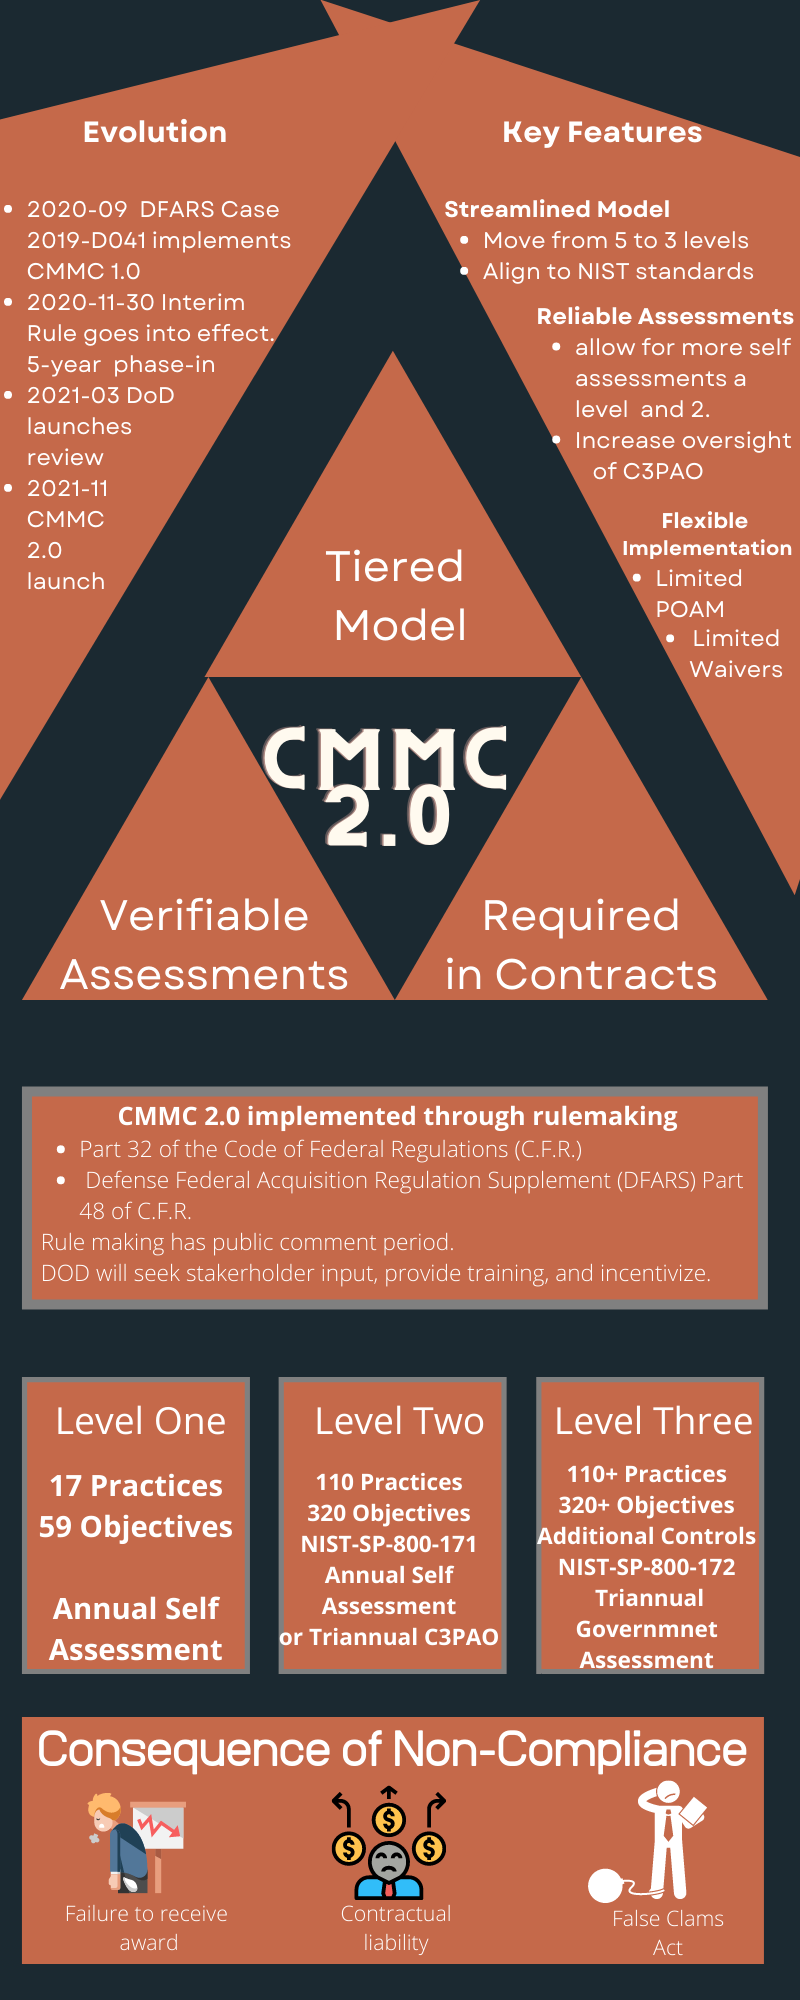 Evolution
2020-09 DFARS Case
2019-D041 implements
CMMC 1.0
2020-11-30 Interim
Rule goes into effect.
5-year phase-in
2021-03 DoD
launches
review
2021-11
CMMC
2.0
launch
Key Features
Streamlined Model
Move from 5 to 3 levels
Align to NIST standards
Reliable Assessments
allow for more self
assessments a
level and 2.
Increase oversight
of C3PAO
Flexible
Implementation
Limited
POAM
Limited
Waivers
Tiered
Model
CMMC
2.0
Verifiable
Assessments
Required
in Contracts
CMMC 2.0 implemented through rulemaking
Part 32 of the Code of Federal Regulations (C.F.R.)
Defense Federal Acquisition Regulation Supplement (DFARS) Part
48 of C.F.R.
Rule making has public comment period.
DOD will seek stakerholder input, provide training, and incentivize.
Level One
17 Practices
59 Objectives
Annual Self
Assessment
Level Two
110 Practices
320 Objectives
NIST-SP-800-171
Annual Self
Assessment
or Triannual C3PAO
Level Three
110+ Practices
320+ Objectives
Additional Controls
NIST-SP-800-172
Triannual
Governmnet
Assessment
Consequence of Non-Compliance
Failure to receive
award
Contractual
liability
False Clams
Act